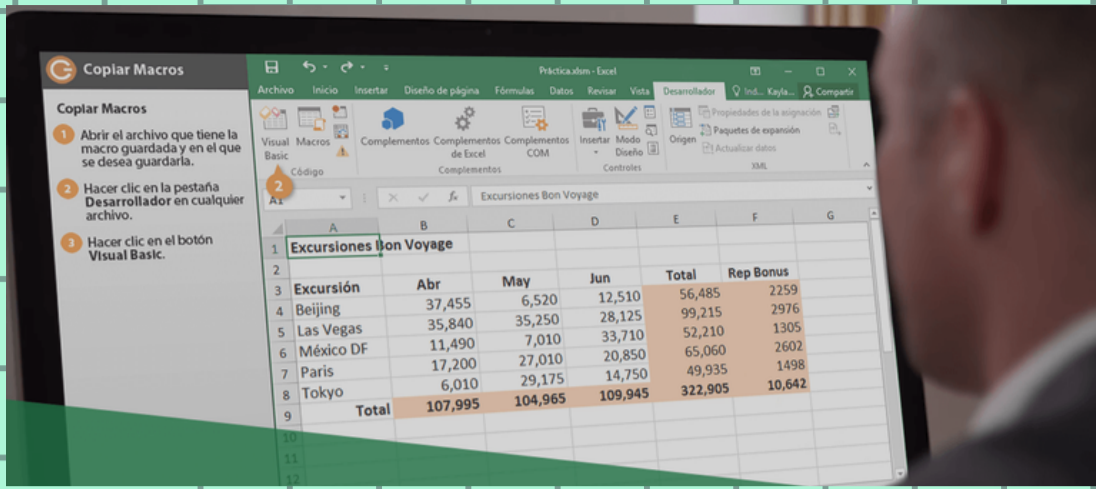 Copiar Macros
Copiar Macros
1 Abrir el archivo que tiene la
macro guardada y en el que
se desea guardarla.
2 Hacer clic en la pestaña
Desarrollador en cualquier
archivo.
3 Hacer clic en el botón
Visual Basic.
Práctica.xlsm - Excel
Archivo Inicio Insertar Diseño de página Fórmulas Datos Revisar Vista Desarrollador Ind... Kayla... Compartir
Visual Basic
Macros
Código
Complementos
Complementos de Excel
Complementos COM
Complementos
Insertar
Modo Diseño
Controles
Origen
Propiedades de la asignación
Paquetes de expansión
Actualizar datos
XML
2
A1
fx Excursiones Bon Voyage
A B C D E F G
1 Excursiones Bon Voyage
2
3 Excursión Abr May Jun Total Rep Bonus
4 Beijing 37,455 6,520 12,510 56,485 2259
5 Las Vegas 35,840 35,250 28,125 99,215 2976
6 México DF 11,490 7,010 33,710 52,210 1305
7 Paris 17,200 27,010 20,850 65,060 2602
8 Tokyo 6,010 29,175 14,750 49,935 1498
9 Total 107,995 104,965 109,945 322,905 10,642
10
11
12